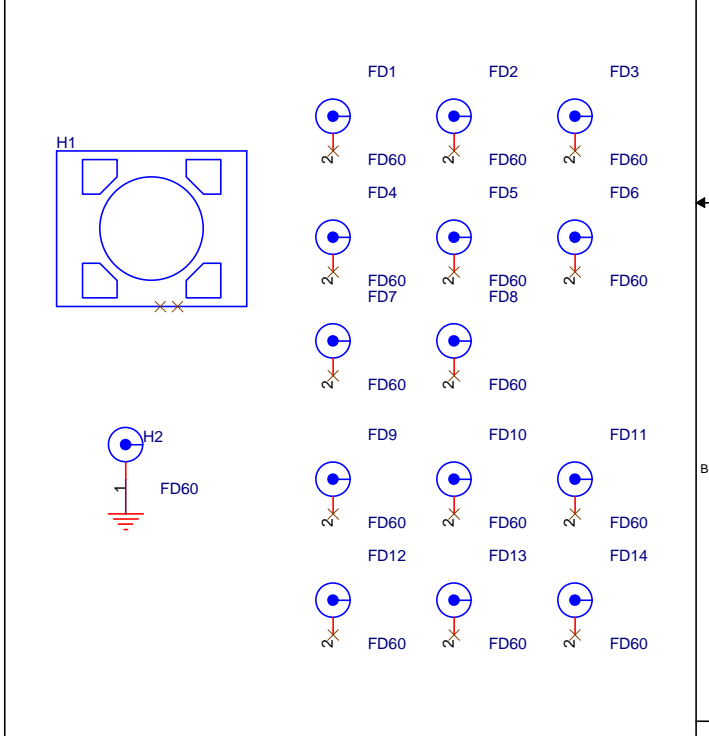 FD1 FD2 FD3
H1
2 FD60 2 FD60 2 FD60
FD4 FD5 FD6
2 FD60 2 FD60 2 FD60
FD7 FD8
2 FD60 2 FD60
FD9 FD10 FD11
H2
B
1 FD60
2 FD60 2 FD60 2 FD60
FD12 FD13 FD14
2 FD60 2 FD60 2 FD60